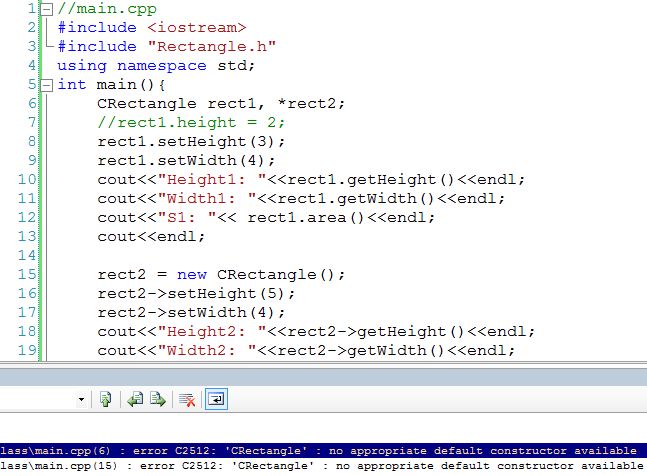 1 //main.cpp
2 #include <iostream>
3 #include "Rectangle.h"
4 using namespace std;
5 int main(){
6 CRectangle rect1, *rect2;
7 //rect1.height = 2;
8 rect1.setHeight(3);
9 rect1.setWidth(4);
10 cout<<"Height1: "<<rect1.getHeight()<<endl;
11 cout<<"Width1: "<<rect1.getWidth()<<endl;
12 cout<<"S1: "<< rect1.area()<<endl;
13 cout<<endl;
14
15 rect2 = new CRectangle();
16 rect2->setHeight(5);
17 rect2->setWidth(4);
18 cout<<"Height2: "<<rect2->getHeight()<<endl;
19 cout<<"Width2: "<<rect2->getWidth()<<endl;
lass\main.cpp(6) : error C2512: 'CRectangle' : no appropriate default constructor available
lass\main.cpp(15) : error C2512: 'CRectangle' : no appropriate default constructor available